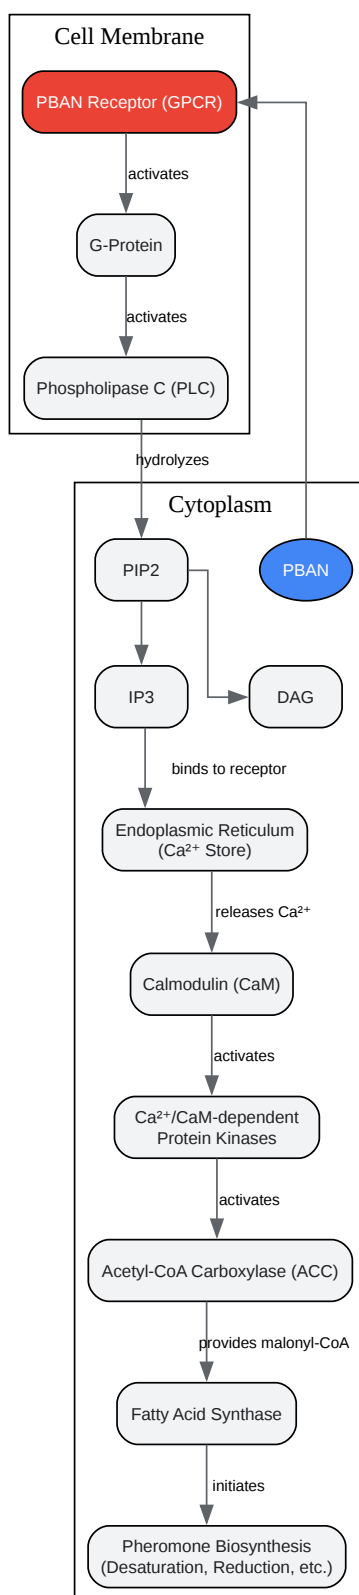 Cell Membrane
PBAN Receptor (GPCR)
activates
G-Protein
activates
Phospholipase C (PLC)
hydrolyzes
Cytoplasm
PIP2
PBAN
IP3
DAG
binds to receptor
Endoplasmic Reticulum
(Ca²⁺ Store)
releases Ca²⁺
Calmodulin (CaM)
activates
Ca²⁺/CaM-dependent
Protein Kinases
activates
Acetyl-CoA Carboxylase (ACC)
provides malonyl-CoA
Fatty Acid Synthase
initiates
Pheromone Biosynthesis
(Desaturation, Reduction, etc.)